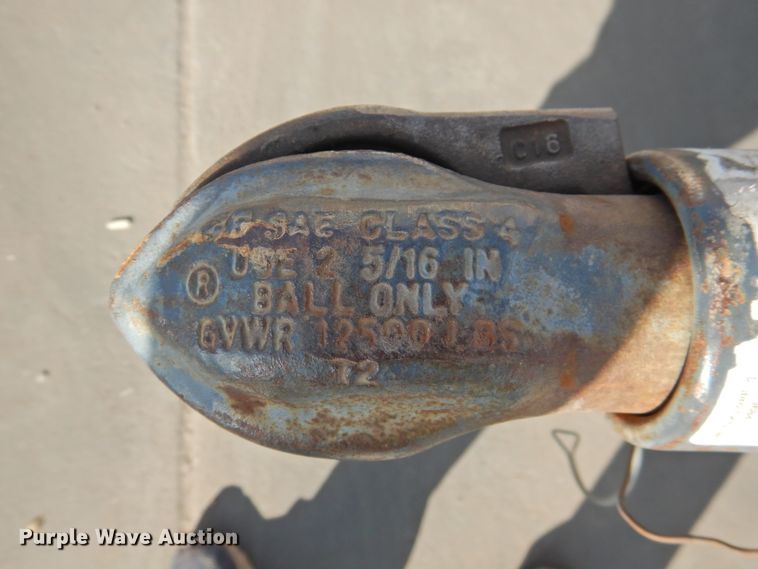 C16
SAE CLASS 4
USE 2 5/16 IN
® BALL ONLY
GVWR 12500 LBS
T2
Purple Wave Auction